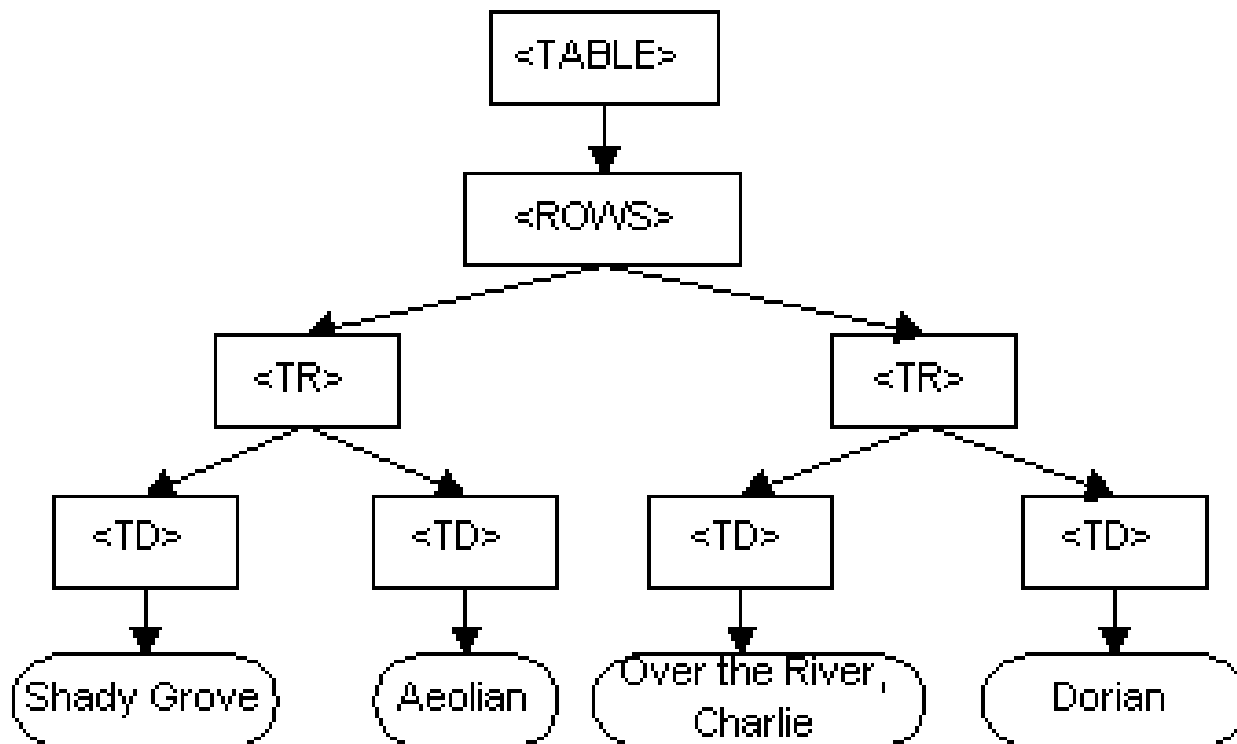 <TABLE>
<ROWS>
<TR>
<TR>
<TD>
<TD>
<TD>
<TD>
Shady Grove
Aeolian
Over the River,
Charlie
Dorian